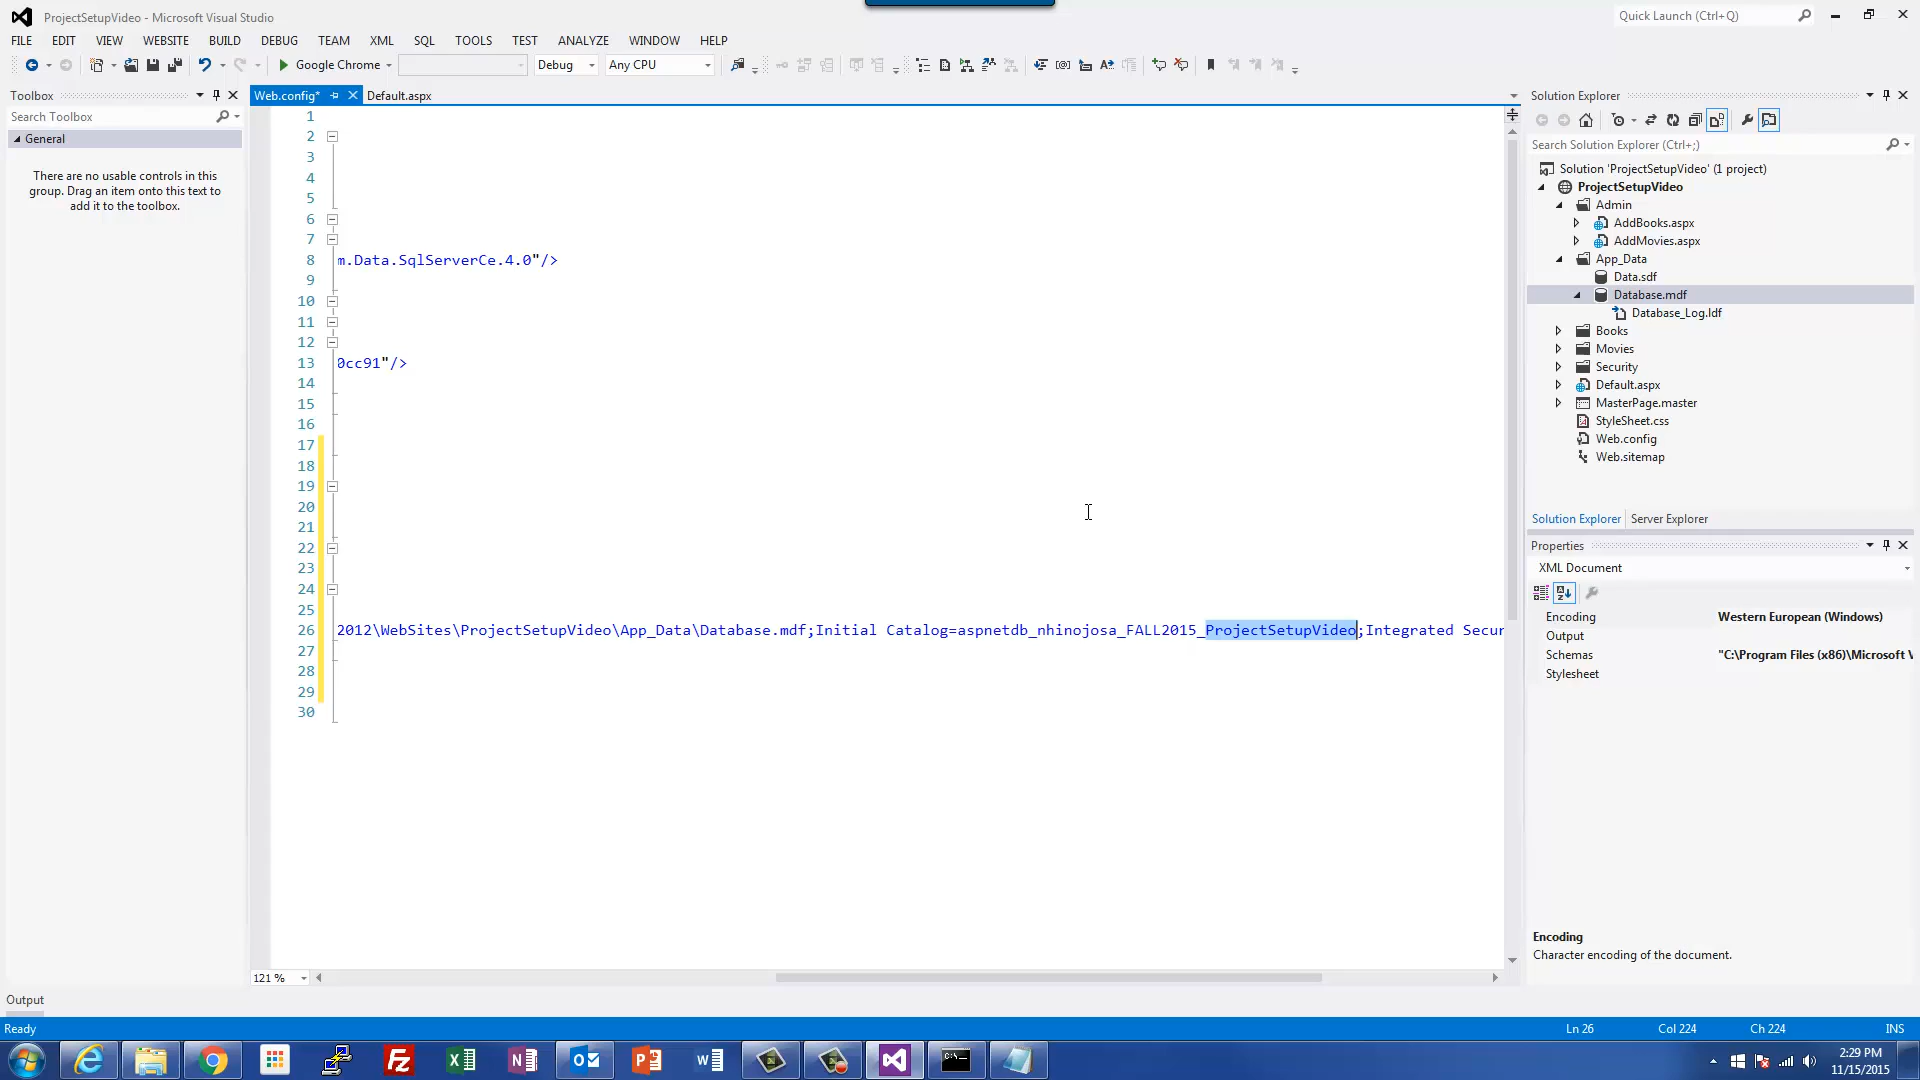 ProjectSetupVideo - Microsoft Visual Studio
Quick Launch (Ctrl+Q)
FILE EDIT VIEW WEBSITE BUILD DEBUG TEAM XML SQL TOOLS TEST ANALYZE WINDOW HELP
Google Chrome Debug Any CPU
Toolbox
Search Toolbox
General
There are no usable controls in this
group. Drag an item onto this text to
add it to the toolbox.
Web.config* Default.aspx
1
2
3
4
5
6
7
8 m.Data.SqlServerCe.4.0"/>
9
10
11
12
13 0cc91"/>
14
15
16
17
18
19
20
21
22
23
24
25
26 2012\WebSites\ProjectSetupVideo\App_Data\Database.mdf;Initial Catalog=aspnetdb_nhinojosa_FALL2015_ProjectSetupVideo;Integrated Secur
27
28
29
30
121 %
Solution Explorer
Search Solution Explorer (Ctrl+;)
Solution 'ProjectSetupVideo' (1 project)
ProjectSetupVideo
Admin
AddBooks.aspx
AddMovies.aspx
App_Data
Data.sdf
Database.mdf
Database_Log.ldf
Books
Movies
Security
Default.aspx
MasterPage.master
StyleSheet.css
Web.config
Web.sitemap
Solution Explorer Server Explorer
Properties
XML Document
Encoding Western European (Windows)
Output
Schemas "C:\Program Files (x86)\Microsoft V
Stylesheet
Encoding
Character encoding of the document.
Output
Ready Ln 26 Col 224 Ch 224 INS
2:29 PM
11/15/2015